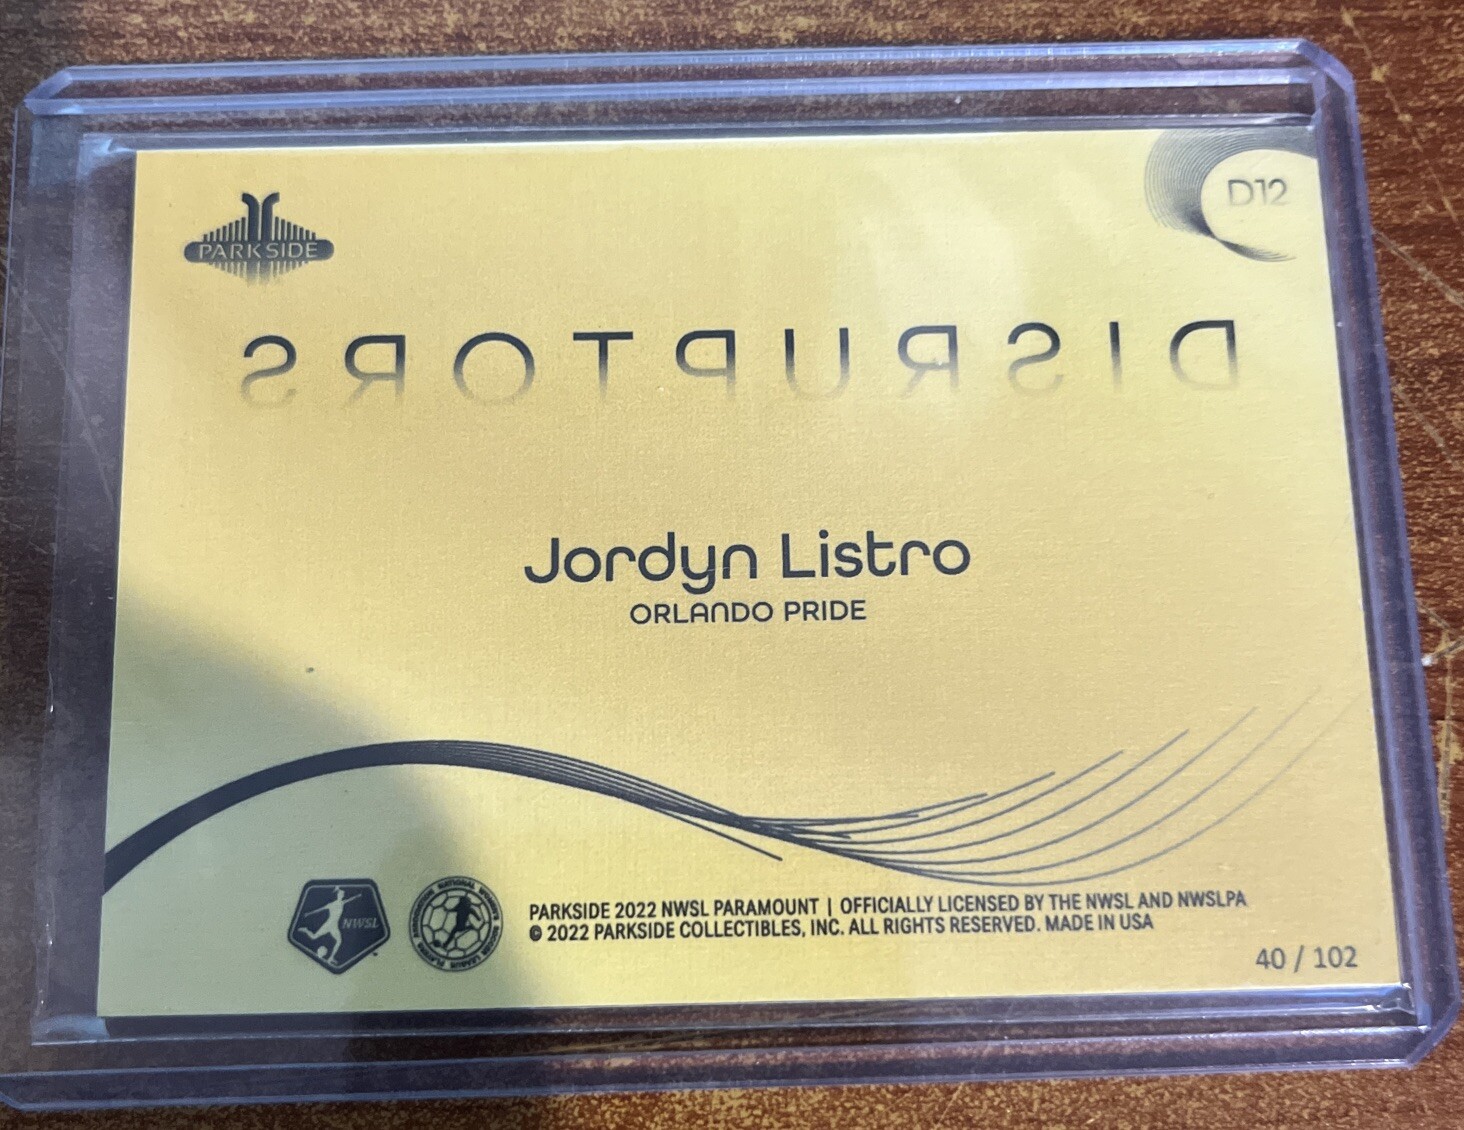 PARKSIDE
D12
DISRUPTORS
Jordyn Listro
ORLANDO PRIDE
NWSL
PARKSIDE 2022 NWSL PARAMOUNT | OFFICIALLY LICENSED BY THE NWSL AND NWSLPA
© 2022 PARKSIDE COLLECTIBLES, INC. ALL RIGHTS RESERVED. MADE IN USA
40 / 102